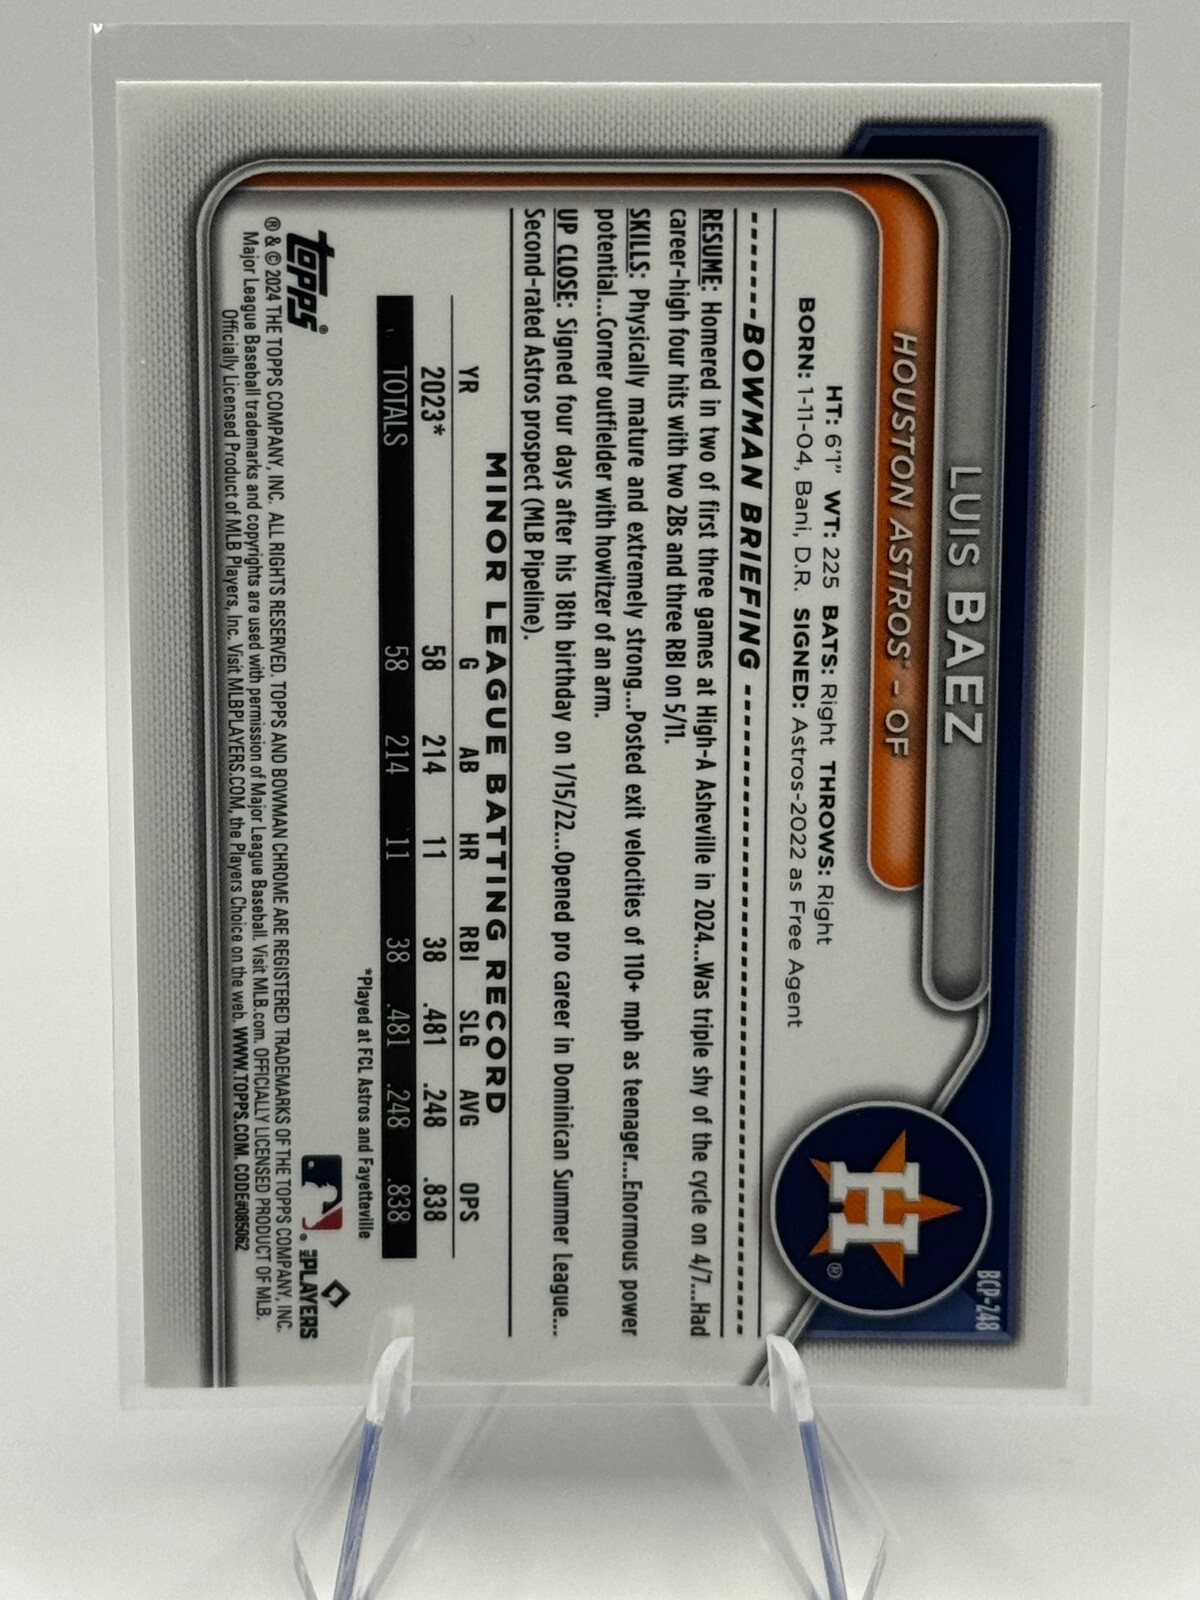 BCP-248
LUIS BAEZ
HOUSTON ASTROS™ - OF
H
®
HT: 6'1" WT: 225 BATS: Right THROWS: Right
BORN: 1-11-04, Bani, D.R. SIGNED: Astros-2022 as Free Agent
BOWMAN BRIEFING
RESUME: Homered in two of first three games at High-A Asheville in 2024...Was triple shy of the cycle on 4/7...Had
career-high four hits with two 2Bs and three RBI on 5/11.
SKILLS: Physically mature and extremely strong...Posted exit velocities of 110+ mph as teenager...Enormous power
potential...Corner outfielder with howitzer of an arm.
UP CLOSE: Signed four days after his 18th birthday on 1/15/22...Opened pro career in Dominican Summer League...
Second-rated Astros prospect (MLB Pipeline).
MINOR LEAGUE BATTING RECORD
YR G AB HR RBI SLG AVG OPS
2023* 58 214 11 38 .481 .248 .838
TOTALS 58 214 11 38 .481 .248 .838
*Played at FCL Astros and Fayetteville
topps®
MLB PLAYERS
® & © 2024 THE TOPPS COMPANY, INC. ALL RIGHTS RESERVED. TOPPS AND BOWMAN CHROME ARE REGISTERED TRADEMARKS OF THE TOPPS COMPANY, INC.
Major League Baseball trademarks and copyrights are used with permission of Major League Baseball. Visit MLB.com. OFFICIALLY LICENSED PRODUCT OF MLB.
Officially Licensed Product of MLB Players, Inc. Visit MLBPLAYERS.COM, the Players Choice on the web. WWW.TOPPS.COM. CODE#085062